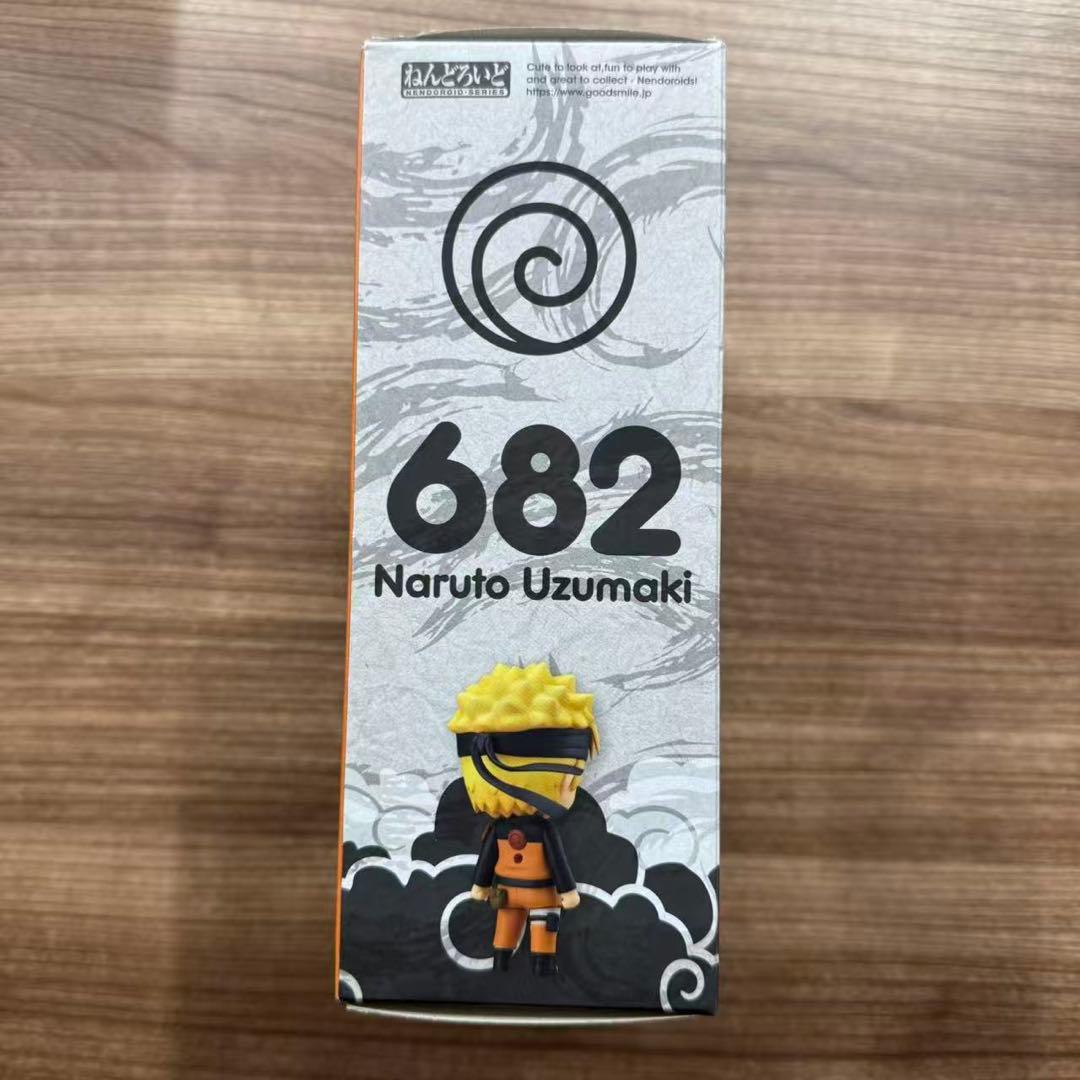 ねんどろいど
NENDOROID·SERIES
Cute to look at,fun to play with
and great to collect - Nendoroids!
https://www.goodsmile.jp
682
Naruto Uzumaki